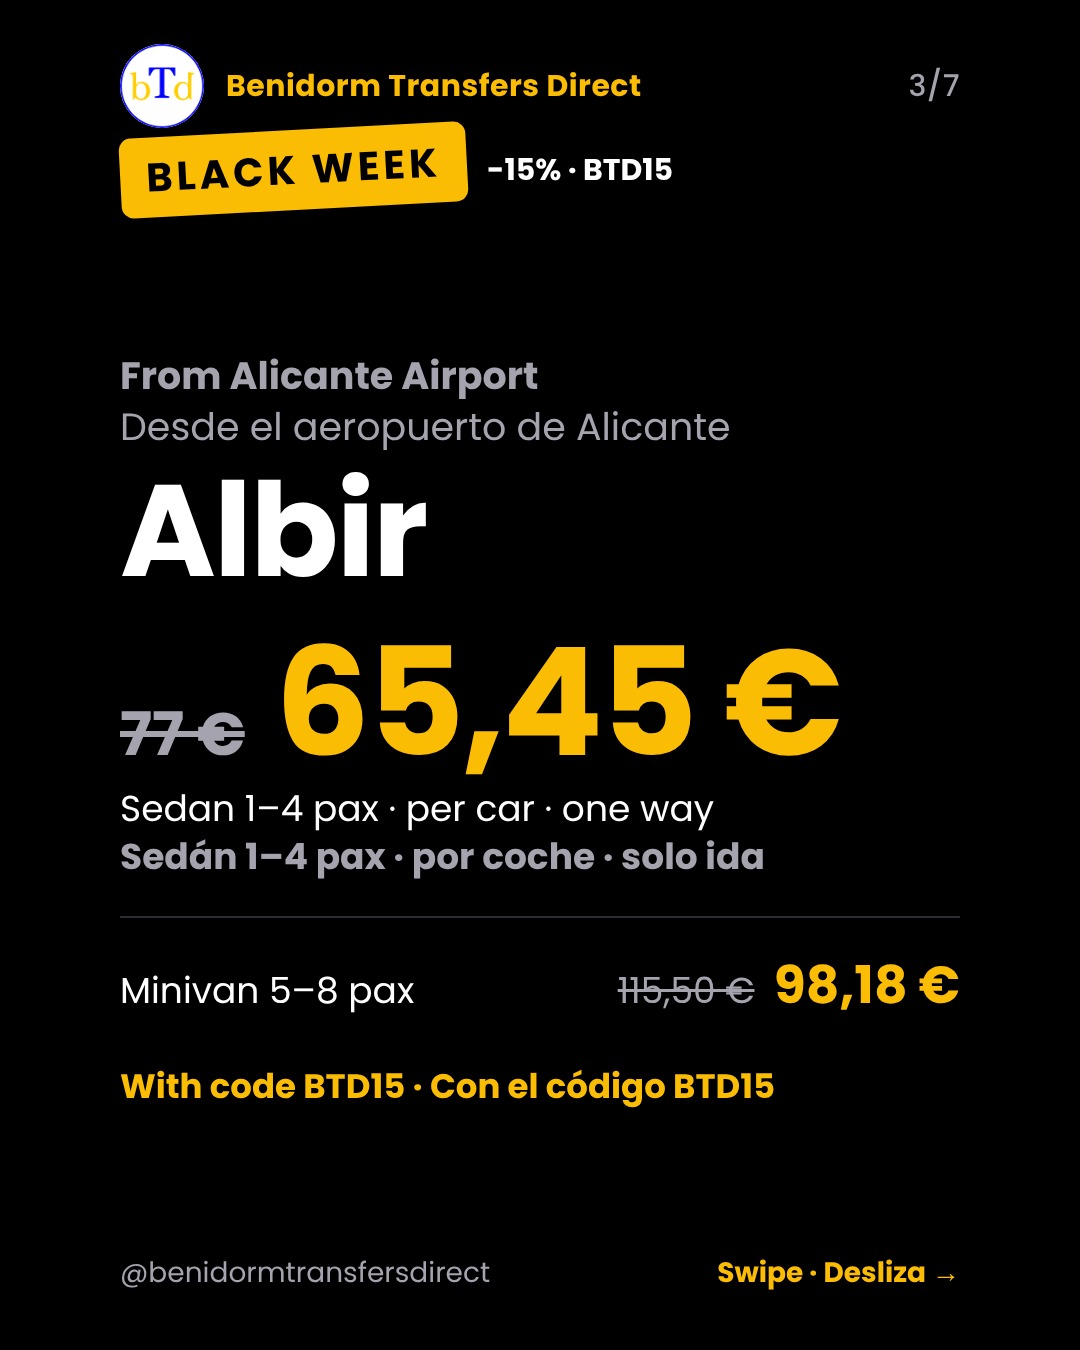 bTd
Benidorm Transfers Direct
3/7
BLACK WEEK
−15% · BTD15
From Alicante Airport
Desde el aeropuerto de Alicante
Albir
77 € 65,45 €
Sedan 1–4 pax · per car · one way
Sedán 1–4 pax · por coche · solo ida
Minivan 5–8 pax 115,50 € 98,18 €
With code BTD15 · Con el código BTD15
@benidormtransfersdirect
Swipe · Desliza →